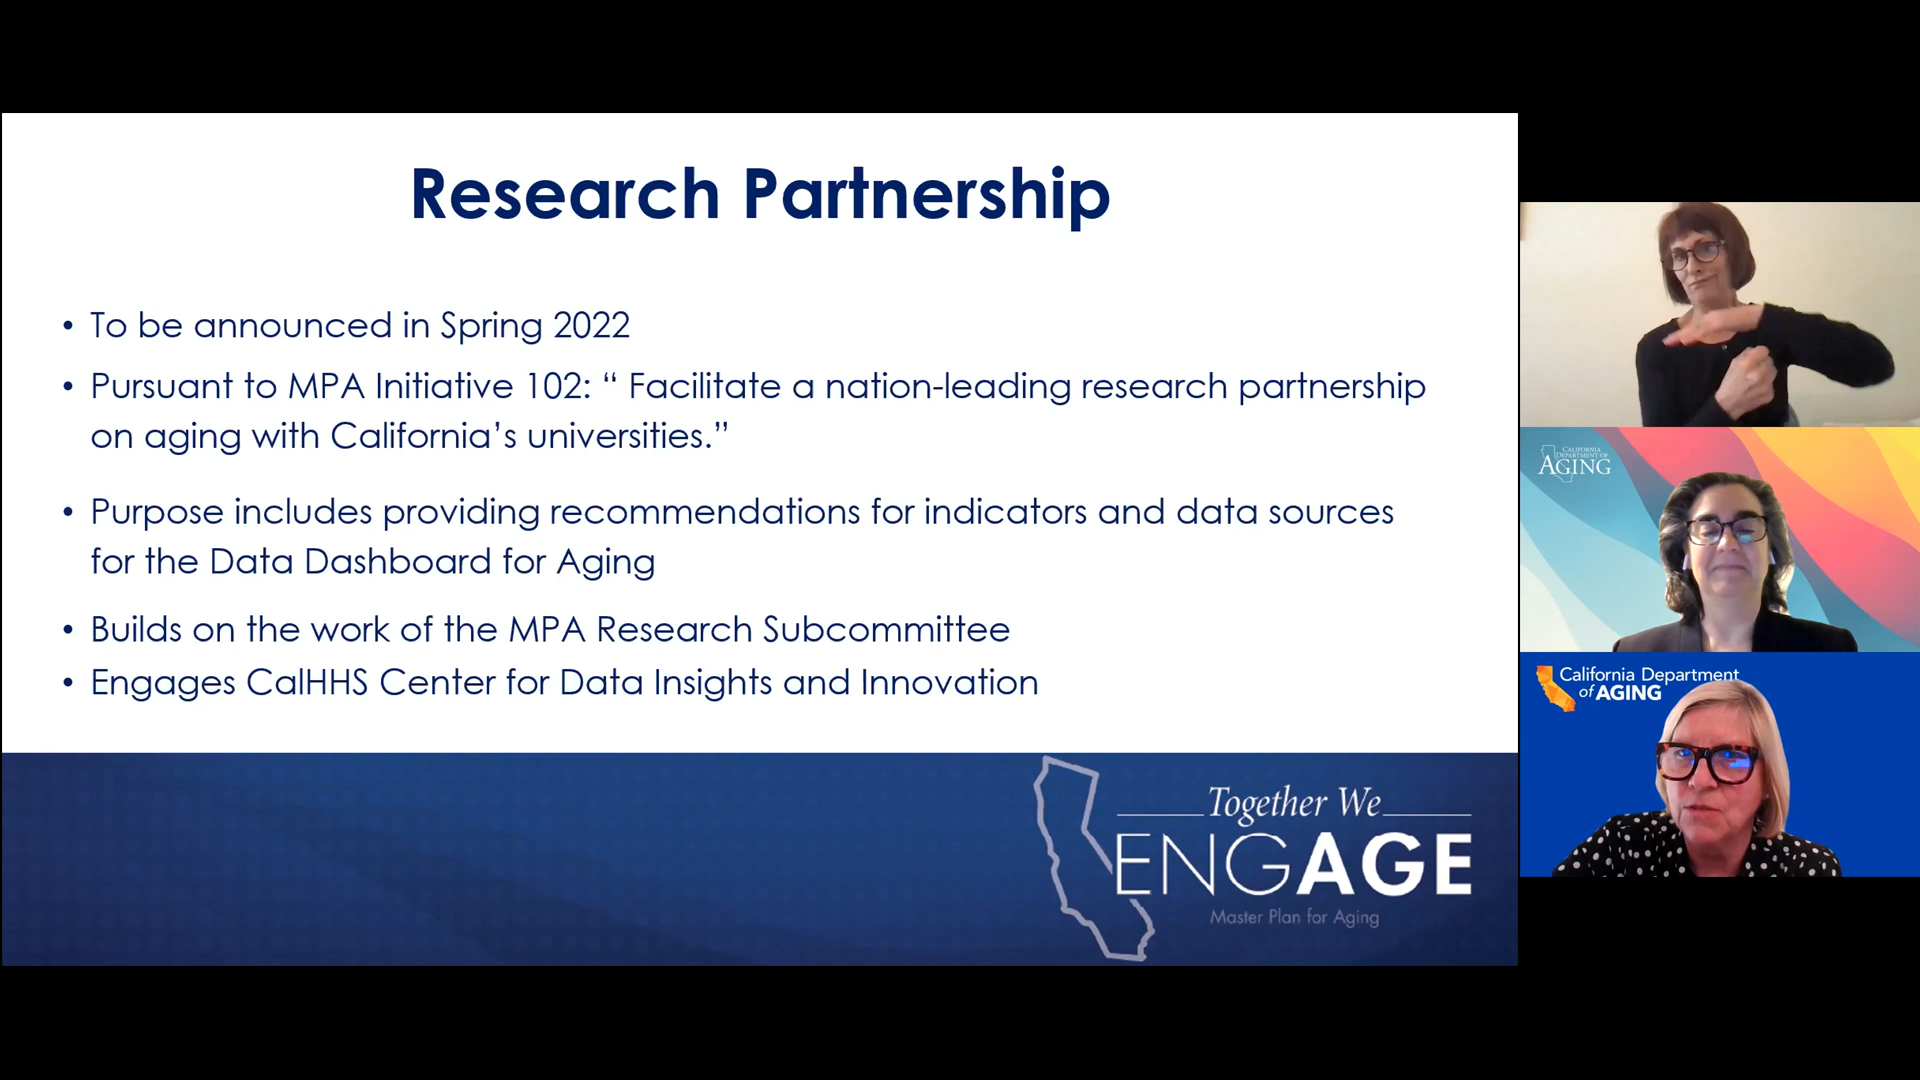 Research Partnership
• To be announced in Spring 2022
• Pursuant to MPA Initiative 102: “ Facilitate a nation-leading research partnership
on aging with California’s universities.”
• Purpose includes providing recommendations for indicators and data sources
for the Data Dashboard for Aging
• Builds on the work of the MPA Research Subcommittee
• Engages CalHHS Center for Data Insights and Innovation
Together We
ENGAGE
Master Plan for Aging
CALIFORNIA
DEPARTMENT OF
AGING
California Department
of AGING